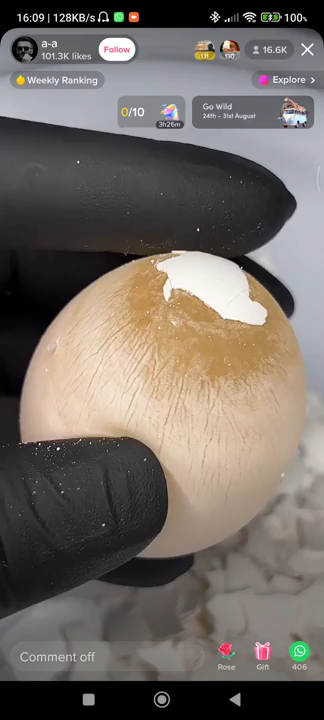 16:09 | 128KB/s
100%
a-a
101.3K likes
Follow
16.6K
Weekly Ranking
Explore >
0/10
3h26m
Go Wild
24th - 31st August
Comment off
Rose
Gift
406